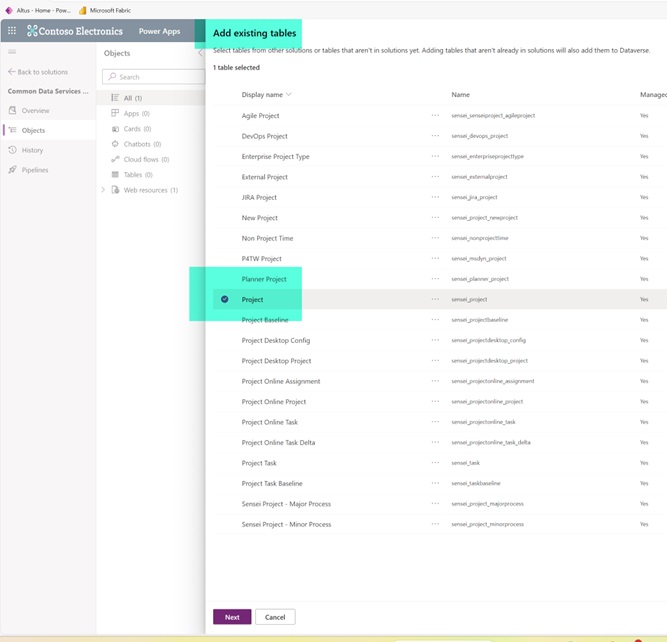 Altus - Home - Pow...
Microsoft Fabric
Contoso Electronics
Power Apps
Back to solutions
Common Data Services ...
Overview
Objects
History
Pipelines
Objects
Search
All (1)
Apps (0)
Cards (0)
Chatbots (0)
Cloud flows (0)
Tables (0)
Web resources (1)
Add existing tables
Select tables from other solutions or tables that aren't in solutions yet. Adding tables that aren't already in solutions will also add them to Dataverse.
1 table selected
Display name Name Managed
Agile Project ··· sensei_senseiproject_agileproject Yes
DevOps Project ··· sensei_devops_project Yes
Enterprise Project Type ··· sensei_enterpriseprojecttype Yes
External Project ··· sensei_externalproject Yes
JIRA Project ··· sensei_jira_project Yes
New Project ··· sensei_project_newproject Yes
Non Project Time ··· sensei_nonprojecttime Yes
P4TW Project ··· sensei_msdyn_project Yes
Planner Project ··· sensei_planner_project Yes
Project ··· sensei_project Yes
Project Baseline ··· sensei_projectbaseline Yes
Project Desktop Config ··· sensei_projectdesktop_config Yes
Project Desktop Project ··· sensei_projectdesktop_project Yes
Project Online Assignment ··· sensei_projectonline_assignment Yes
Project Online Project ··· sensei_projectonline_project Yes
Project Online Task ··· sensei_projectonline_task Yes
Project Online Task Delta ··· sensei_projectonline_task_delta Yes
Project Task ··· sensei_task Yes
Project Task Baseline ··· sensei_taskbaseline Yes
Sensei Project - Major Process ··· sensei_project_majorprocess Yes
Sensei Project - Minor Process ··· sensei_project_minorprocess Yes
Next
Cancel